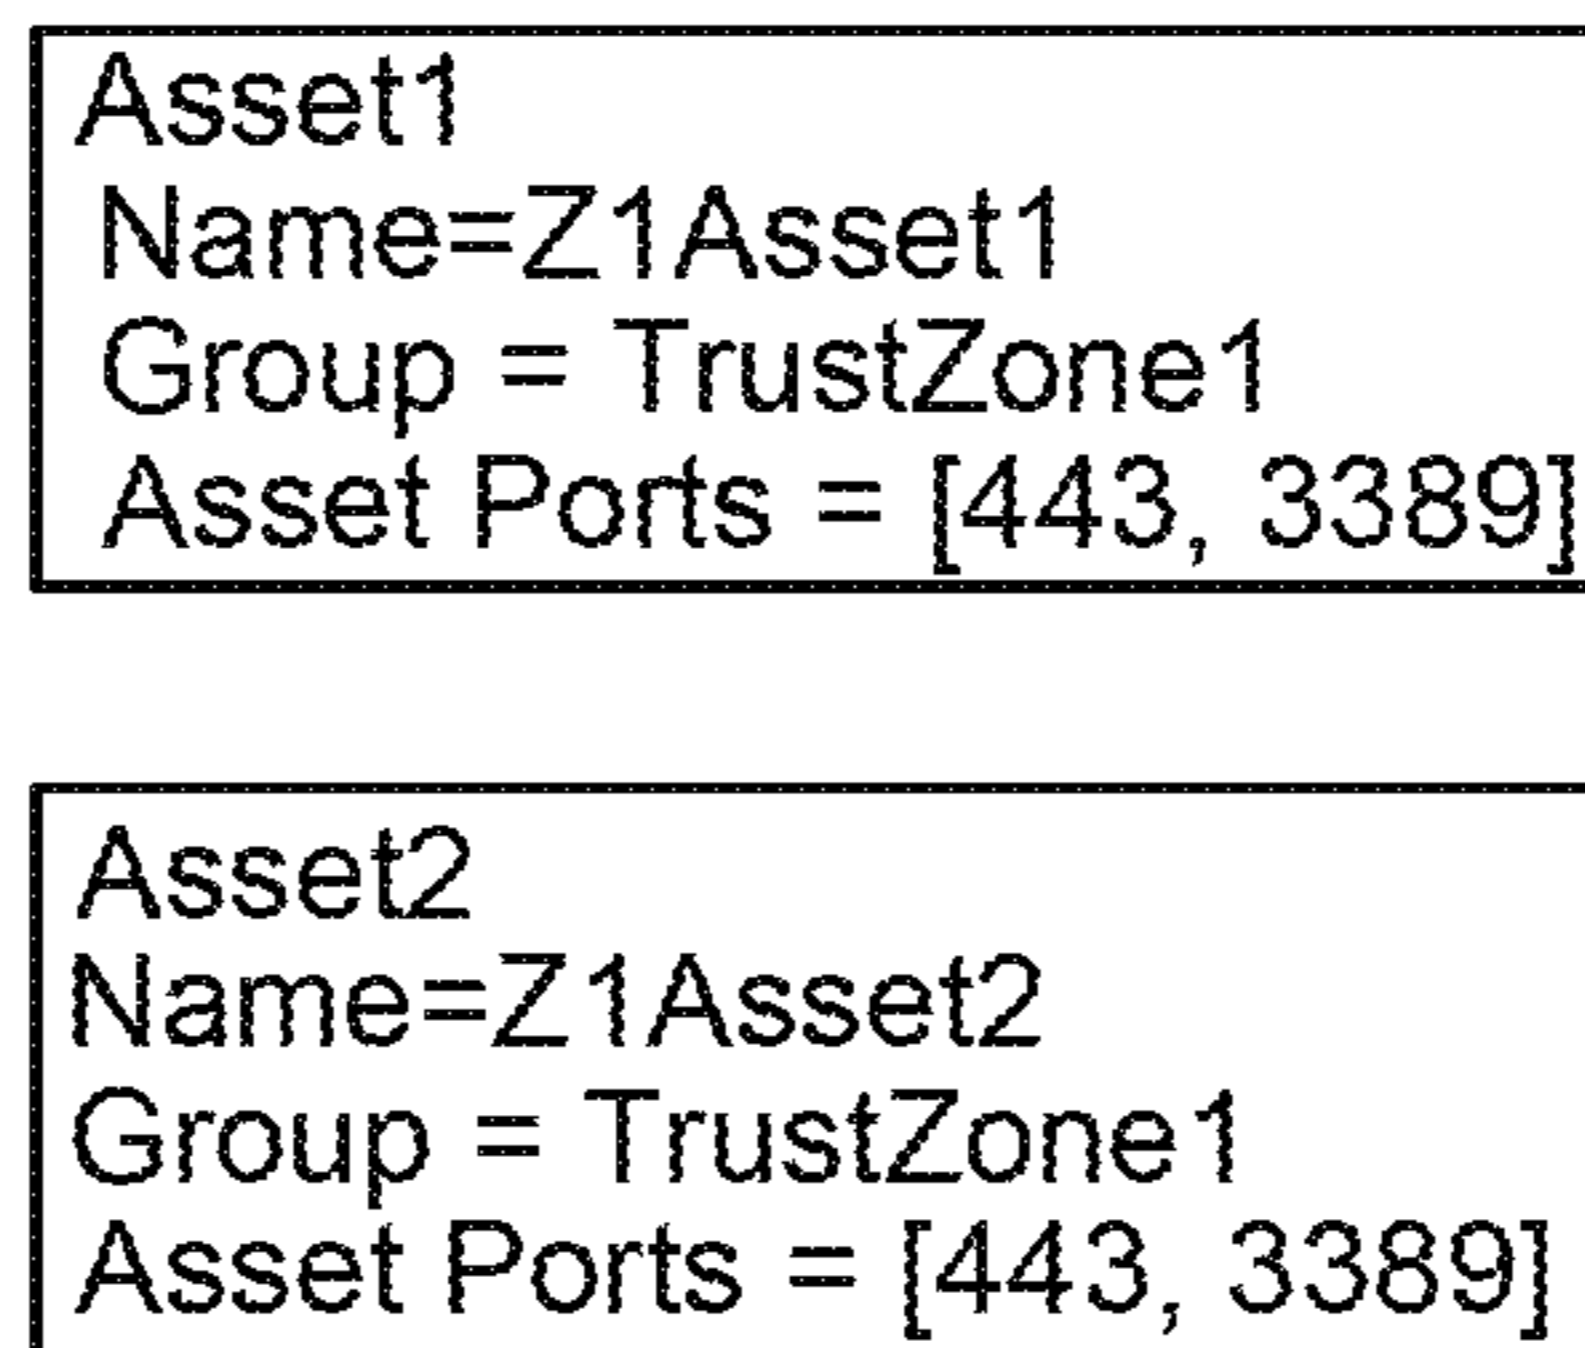 Asset1
Name=Z1Asset1
Group = TrustZone1
Asset Ports = [443, 3389]
Asset2
Name=Z1Asset2
Group = TrustZone1
Asset Ports = [443, 3389]